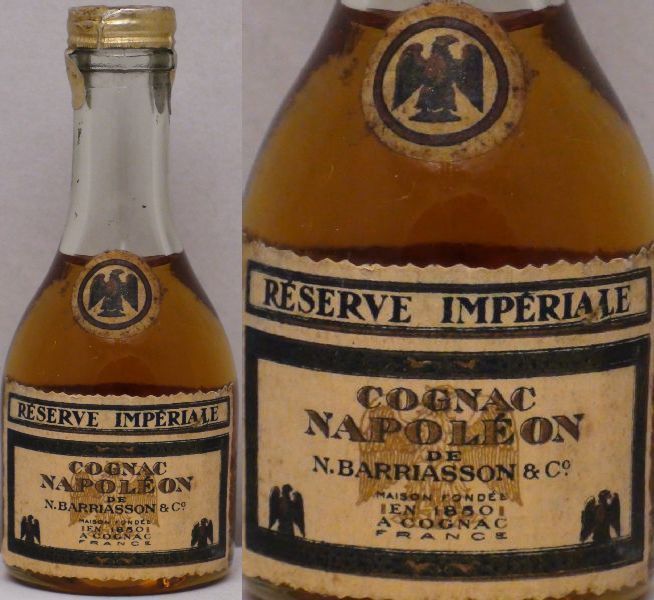 RÉSERVE IMPÉRIALE
COGNAC
NAPOLÉON
DE
N. BARRIASSON & Cº
MAISON FONDÉE
EN 1850
A COGNAC
FRANCE
RÉSERVE IMPÉRIALE
COGNAC
NAPOLÉON
DE
N. BARRIASSON & Cº
MAISON FONDÉE
EN 1850
A COGNAC
FRANCE